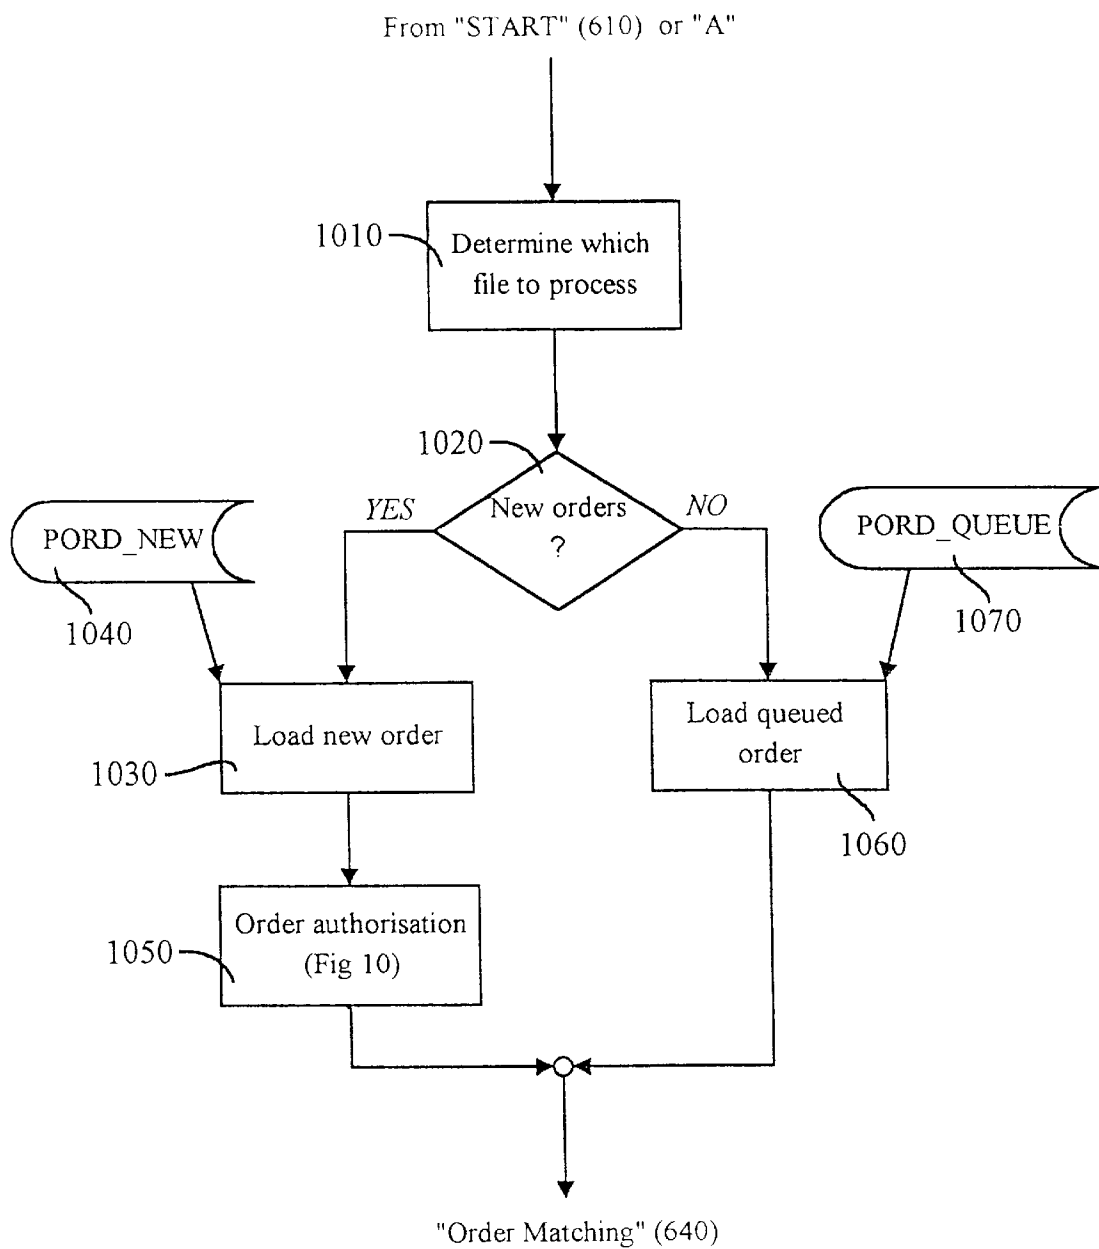 From "START" (610) or "A"
1010
Determine which
file to process
1020
YES
New orders
?
NO
PORD_NEW
1040
PORD_QUEUE
1070
Load new order
1030
Load queued
order
1060
Order authorisation
(Fig 10)
1050
"Order Matching" (640)